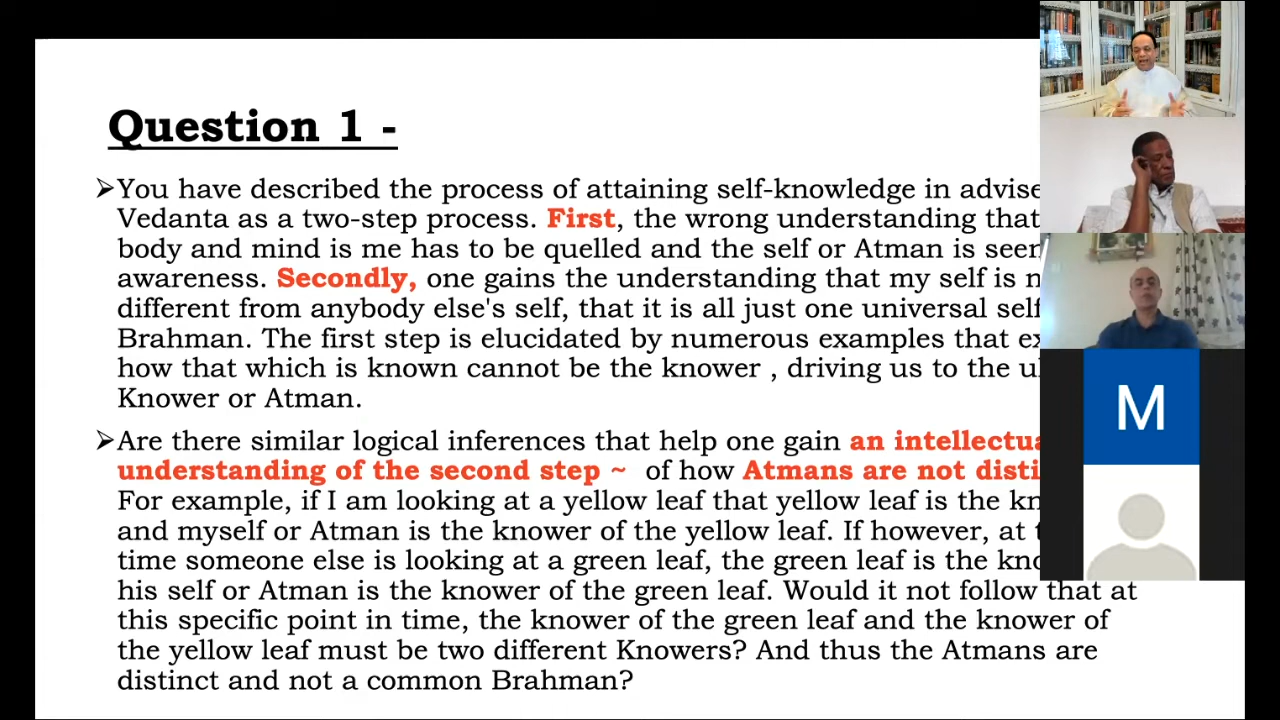 Question 1 -
➢You have described the process of attaining self-knowledge in advise
Vedanta as a two-step process. First, the wrong understanding that
body and mind is me has to be quelled and the self or Atman is seen
awareness. Secondly, one gains the understanding that my self is
different from anybody else's self, that it is all just one universal self
Brahman. The first step is elucidated by numerous examples that
how that which is known cannot be the knower , driving us to the
Knower or Atman.
➢Are there similar logical inferences that help one gain an
understanding of the second step ~ of how Atmans are not
For example, if I am looking at a yellow leaf that yellow leaf is the
and myself or Atman is the knower of the yellow leaf. If however, at
time someone else is looking at a green leaf, the green leaf is the
his self or Atman is the knower of the green leaf. Would it not follow that at
this specific point in time, the knower of the green leaf and the knower of
the yellow leaf must be two different Knowers? And thus the Atmans are
distinct and not a common Brahman?
M